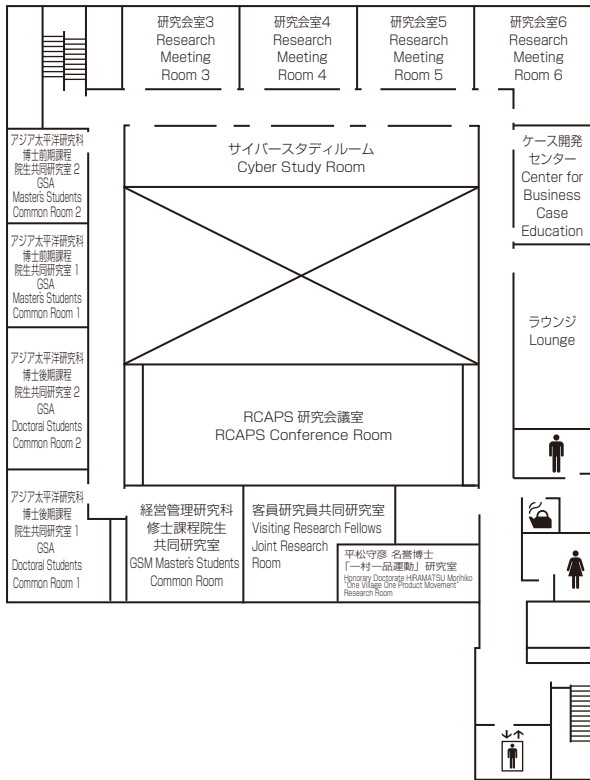 研究会室3
Research
Meeting
Room 3
研究会室4
Research
Meeting
Room 4
研究会室5
Research
Meeting
Room 5
研究会室6
Research
Meeting
Room 6
アジア太平洋研究科
博士前期課程
院生共同研究室 2
GSA
Master's Students
Common Room 2
サイバースタディルーム
Cyber Study Room
ケース開発
センター
Center for
Business
Case
Education
アジア太平洋研究科
博士前期課程
院生共同研究室 1
GSA
Master's Students
Common Room 1
ラウンジ
Lounge
アジア太平洋研究科
博士後期課程
院生共同研究室 2
GSA
Doctoral Students
Common Room 2
RCAPS 研究会議室
RCAPS Conference Room
アジア太平洋研究科
博士後期課程
院生共同研究室 1
GSA
Doctoral Students
Common Room 1
経営管理研究科
修士課程院生
共同研究室
GSM Master's Students
Common Room
客員研究員共同研究室
Visiting Research Fellows
Joint Research
Room
平松守彦 名誉博士
「一村一品運動」研究室
Honorary Doctorate HIRAMATSU Morihiko
"One Village One Product Movement"
Research Room